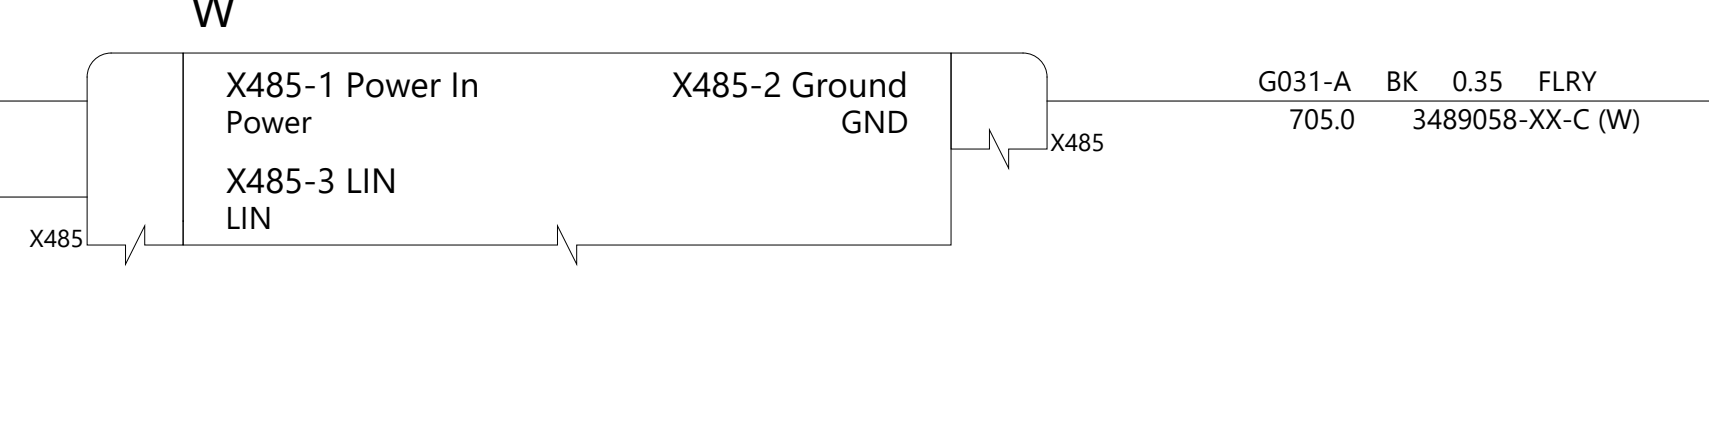 W
X485-1 Power In
Power
X485-3 LIN
LIN
X485
X485-2 Ground
GND
X485
G031-A BK 0.35 FLRY
705.0 3489058-XX-C (W)